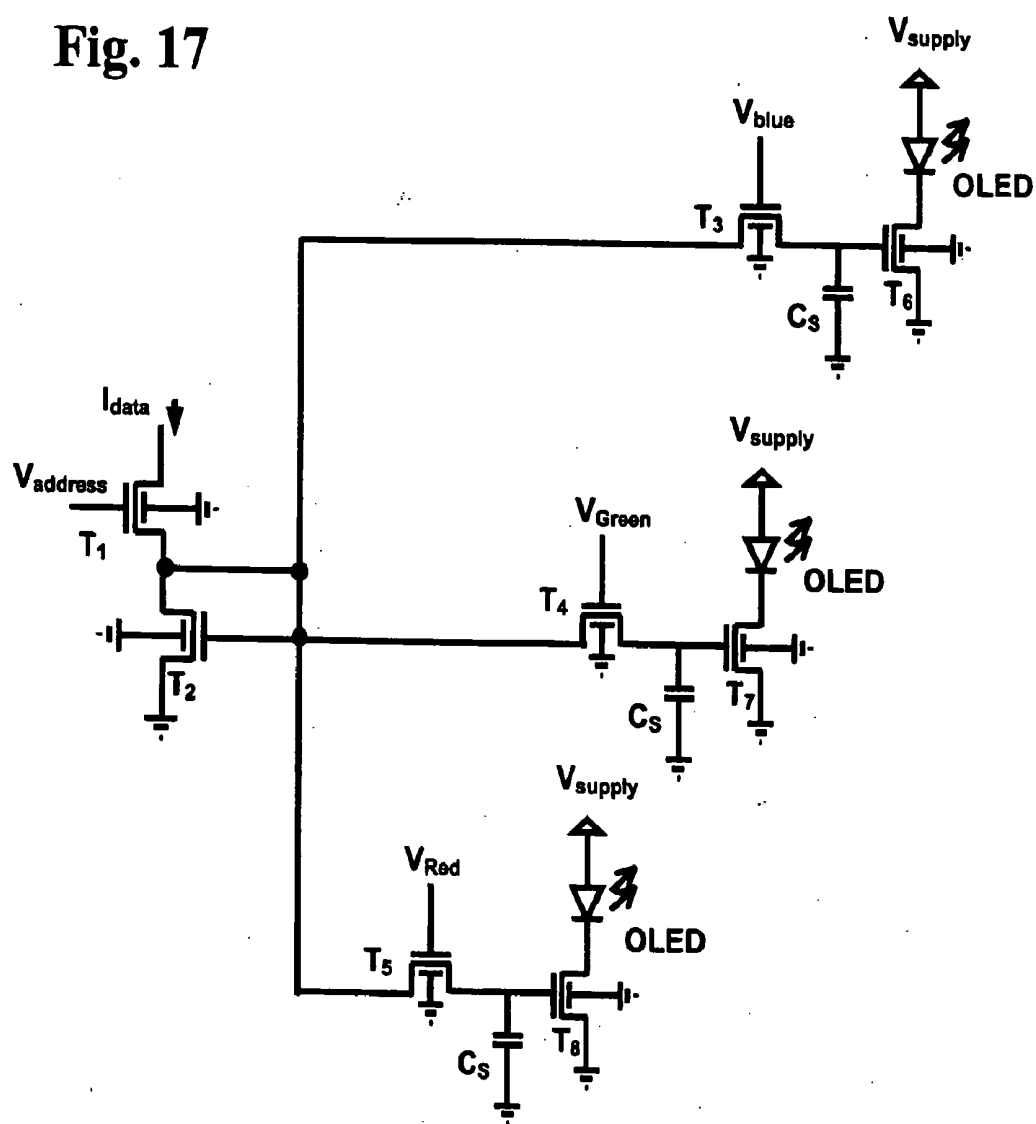 Fig. 17
V_supply
V_blue
OLED
T_3
T_6
C_S
I_data
V_supply
V_address
V_Green
T_1
OLED
T_4
T_2
T_7
C_S
V_supply
V_Red
OLED
T_5
T_8
C_S